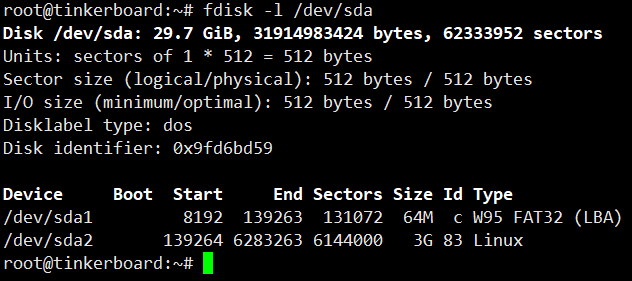 root@tinkerboard:~# fdisk -l /dev/sda
Disk /dev/sda: 29.7 GiB, 31914983424 bytes, 62333952 sectors
Units: sectors of 1 * 512 = 512 bytes
Sector size (logical/physical): 512 bytes / 512 bytes
I/O size (minimum/optimal): 512 bytes / 512 bytes
Disklabel type: dos
Disk identifier: 0x9fd6bd59

Device     Boot  Start     End Sectors Size Id Type
/dev/sda1         8192  139263  131072  64M  c W95 FAT32 (LBA)
/dev/sda2       139264 6283263 6144000   3G 83 Linux
root@tinkerboard:~#